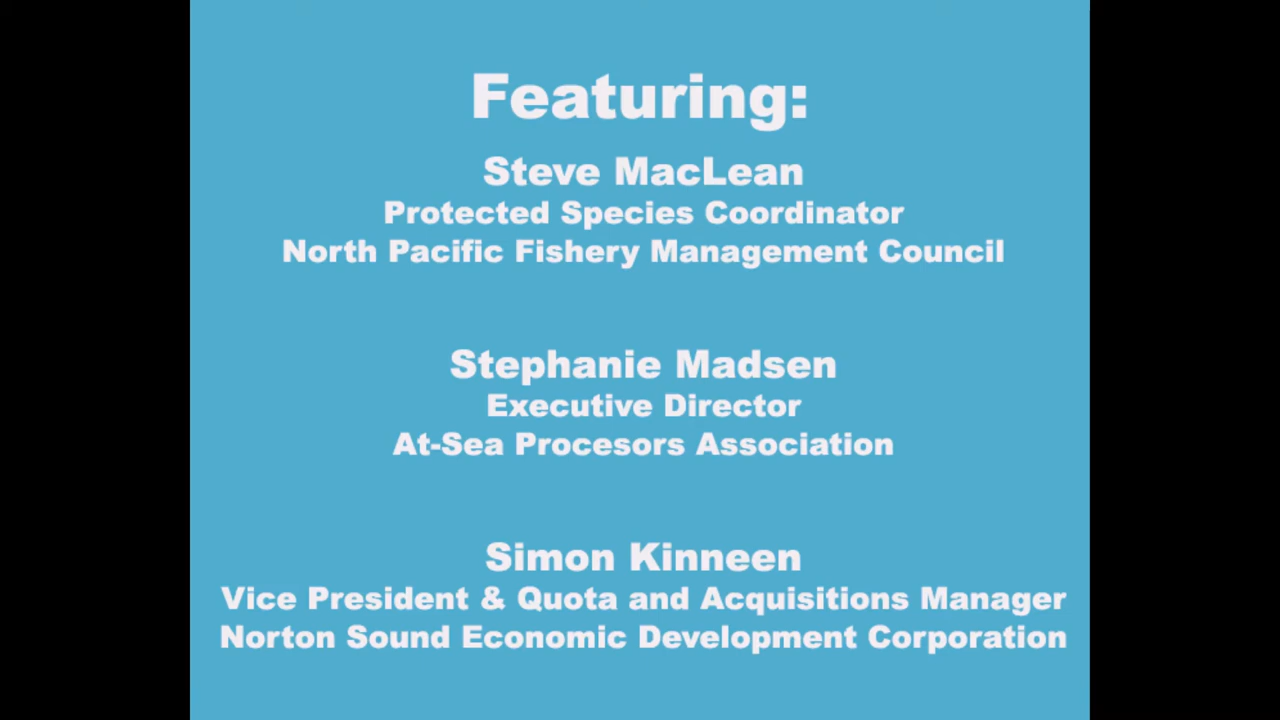 Featuring:
Steve MacLean
Protected Species Coordinator
North Pacific Fishery Management Council
Stephanie Madsen
Executive Director
At-Sea Procesors Association
Simon Kinneen
Vice President & Quota and Acquisitions Manager
Norton Sound Economic Development Corporation